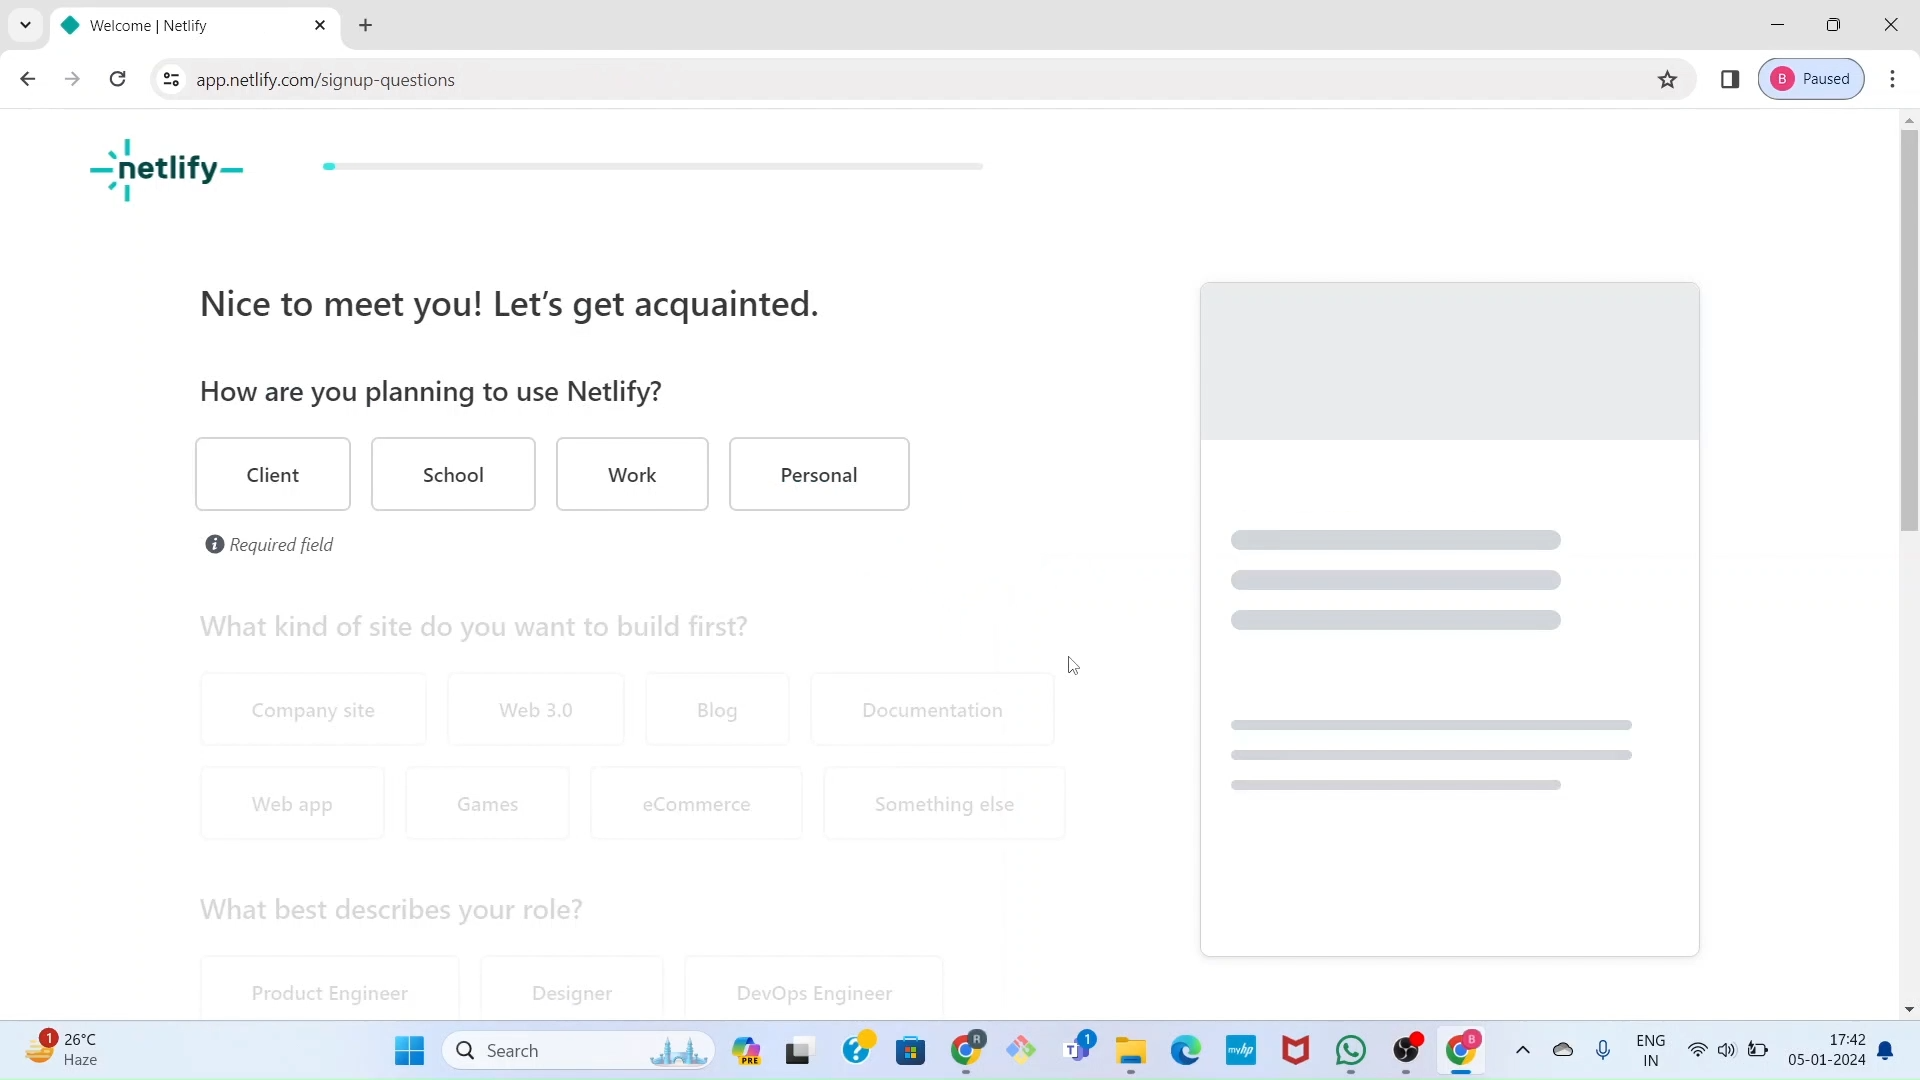 Welcome | Netlify
app.netlify.com/signup-questions
B Paused
netlify
Nice to meet you! Let's get acquainted.
How are you planning to use Netlify?
Client School Work Personal
Required field
What kind of site do you want to build first?
Company site Web 3.0 Blog Documentation
Web app Games eCommerce Something else
What best describes your role?
Product Engineer Designer DevOps Engineer
1 26°C
Haze
Search
PRE
R
T 1
myhp
B
ENG
IN
17:42
05-01-2024